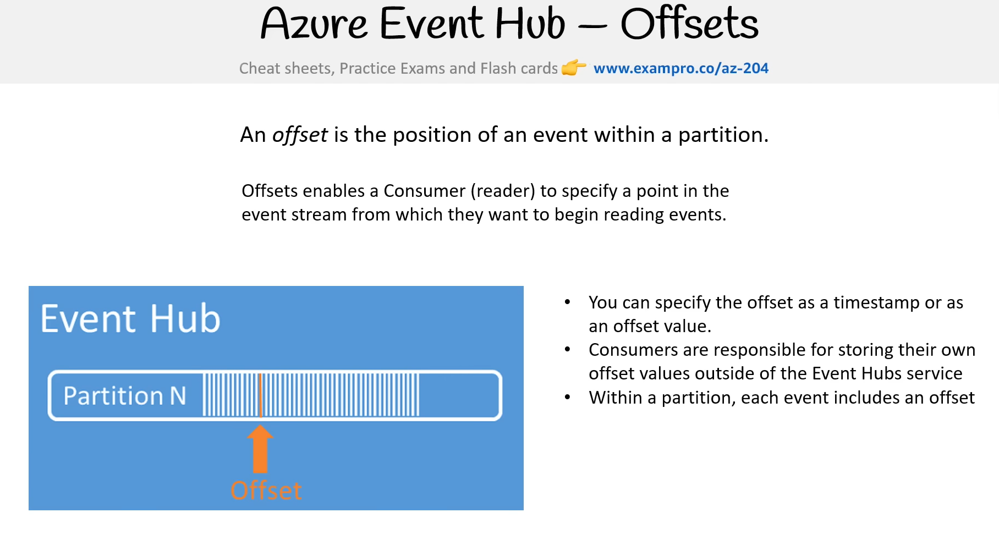 Azure Event Hub — Offsets
Cheat sheets, Practice Exams and Flash cards 👉 www.exampro.co/az-204
An offset is the position of an event within a partition.
Offsets enables a Consumer (reader) to specify a point in the
event stream from which they want to begin reading events.
Event Hub
Partition N
Offset
• You can specify the offset as a timestamp or as
an offset value.
• Consumers are responsible for storing their own
offset values outside of the Event Hubs service
• Within a partition, each event includes an offset